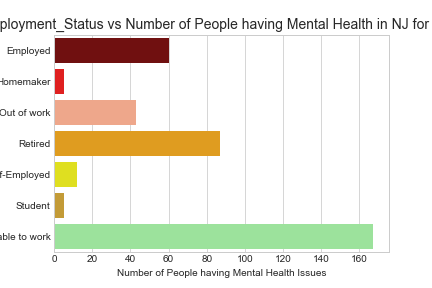 ployment_Status vs Number of People having Mental Health in NJ for
Employed
Homemaker
Out of work
Retired
f-Employed
Student
able to work
0 20 40 60 80 100 120 140 160
Number of People having Mental Health Issues